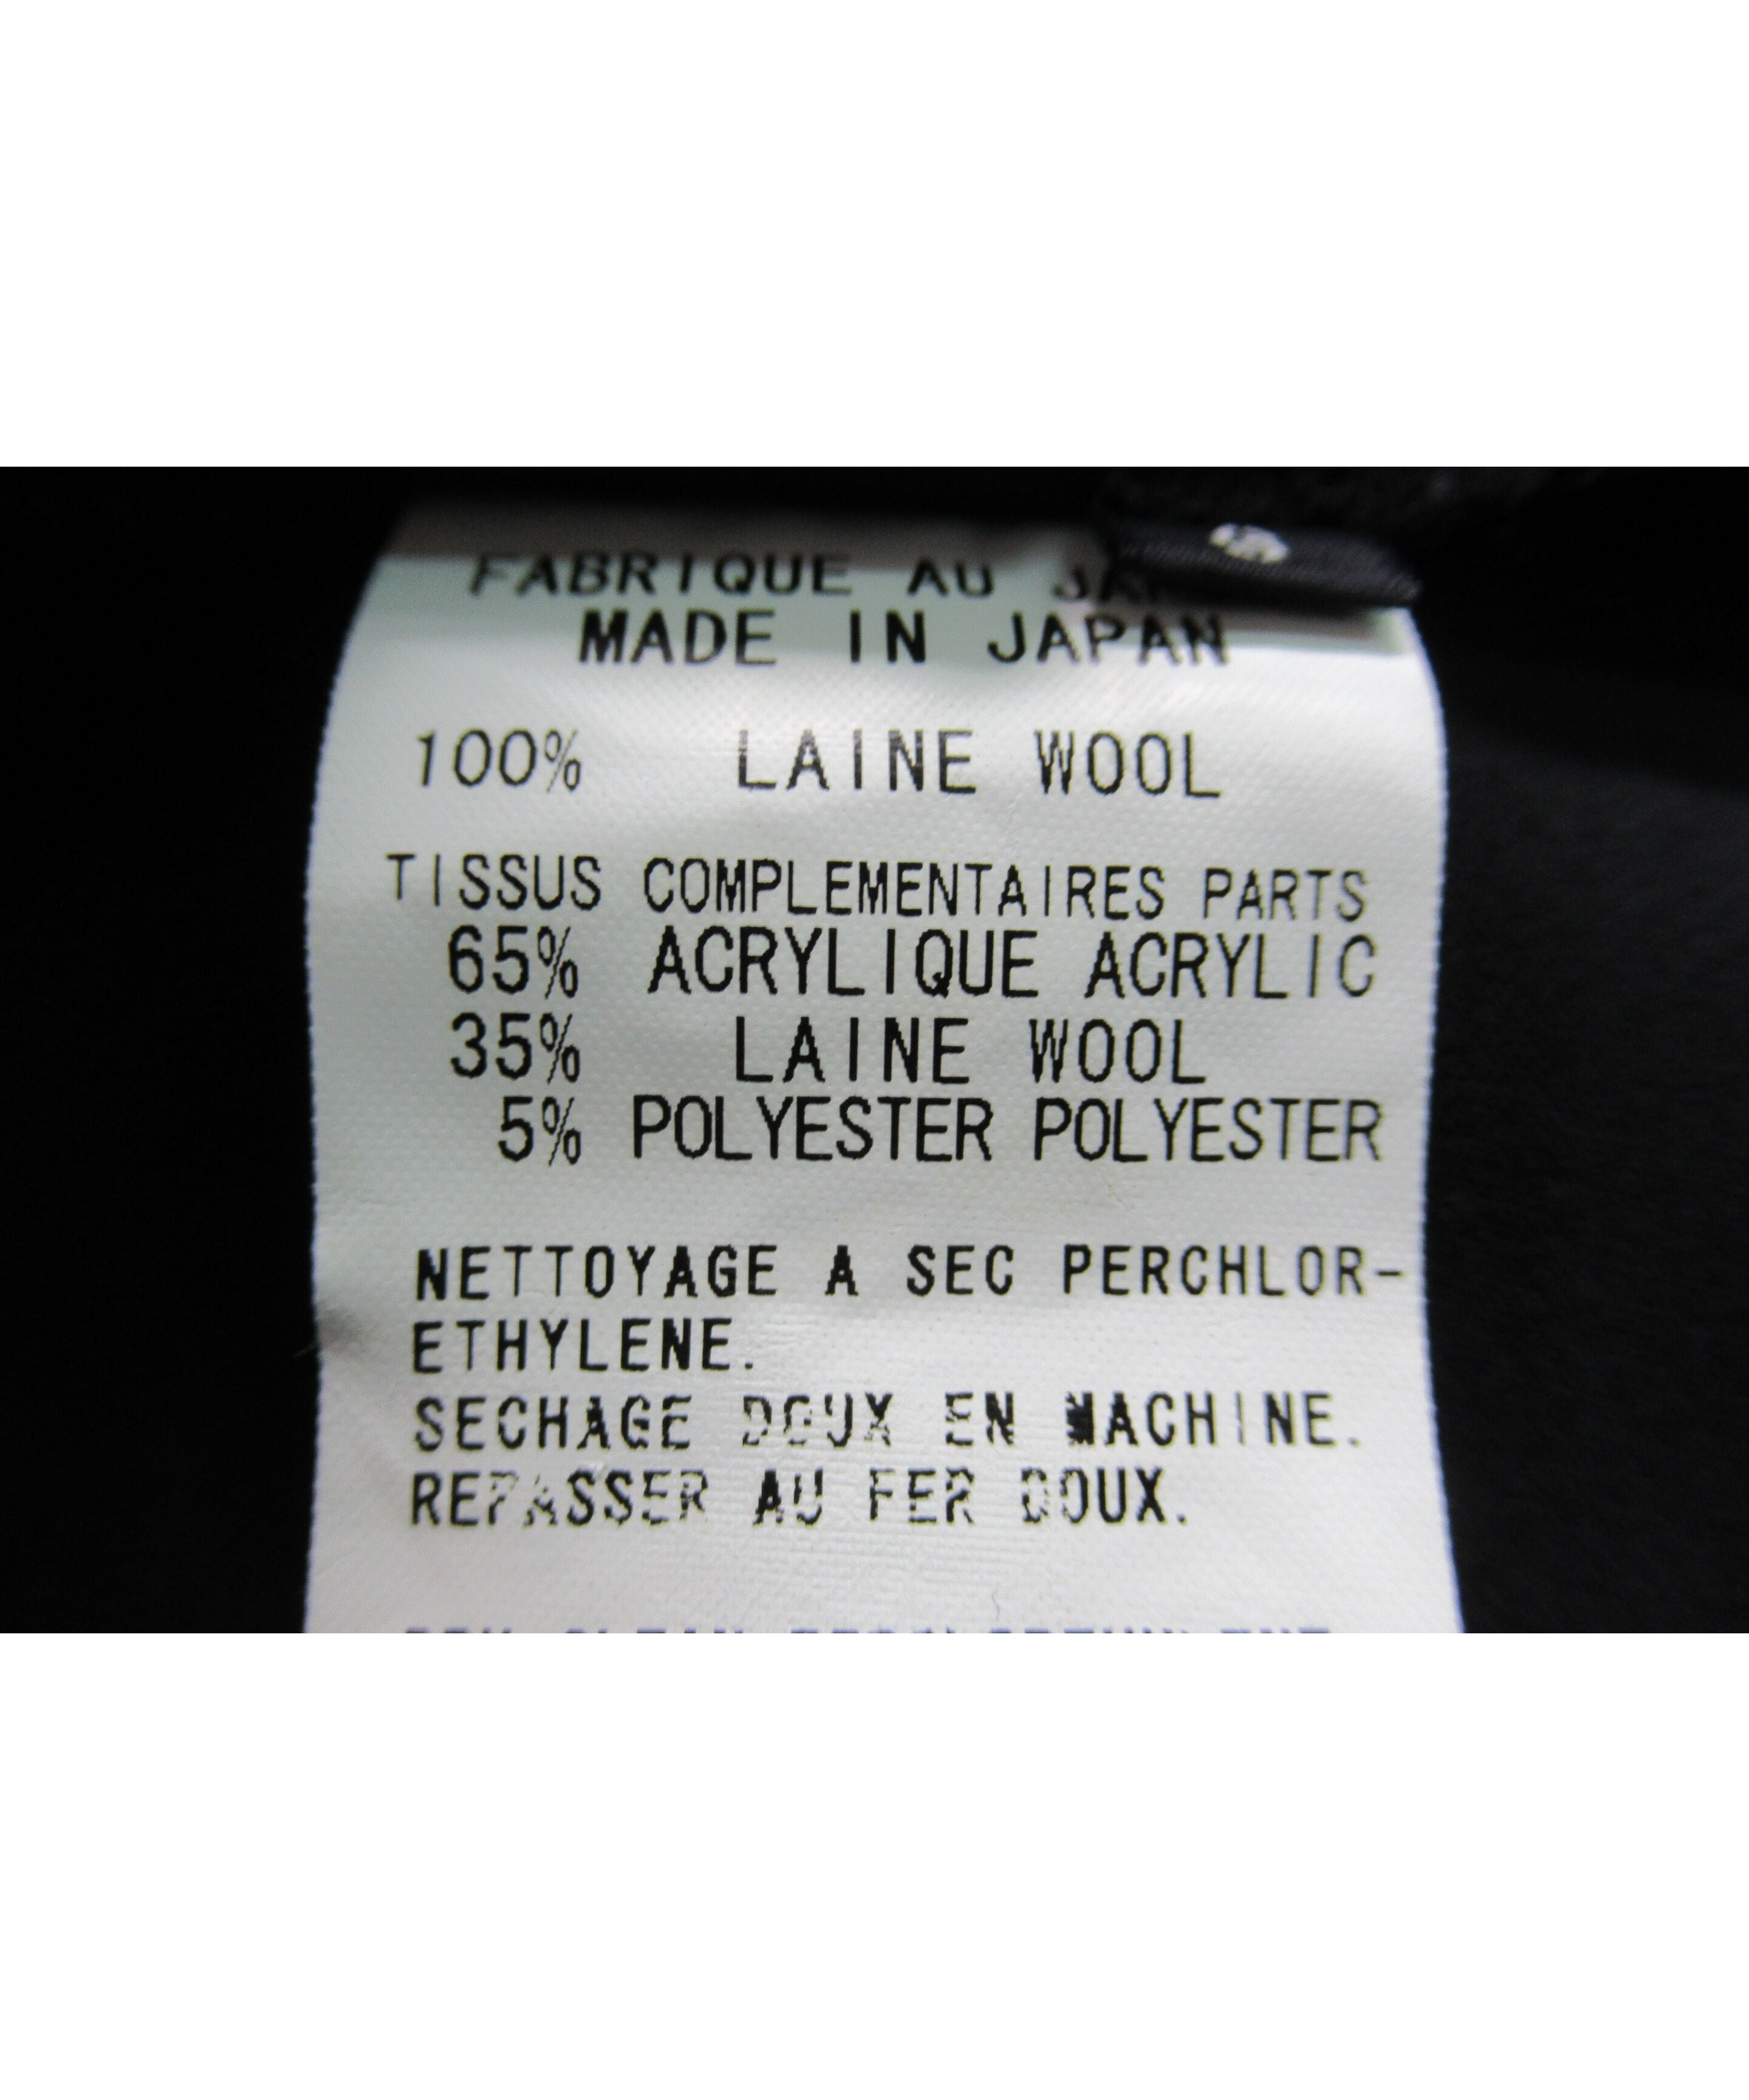 FABRIQUE AU
MADE IN JAPAN
100% LAINE WOOL
TISSUS COMPLEMENTAIRES PARTS
65% ACRYLIQUE ACRYLIC
35% LAINE WOOL
5% POLYESTER POLYESTER
NETTOYAGE A SEC PERCHLOR-
ETHYLENE.
SECHAGE DOUX EN MACHINE.
REPASSER AU FER DOUX.